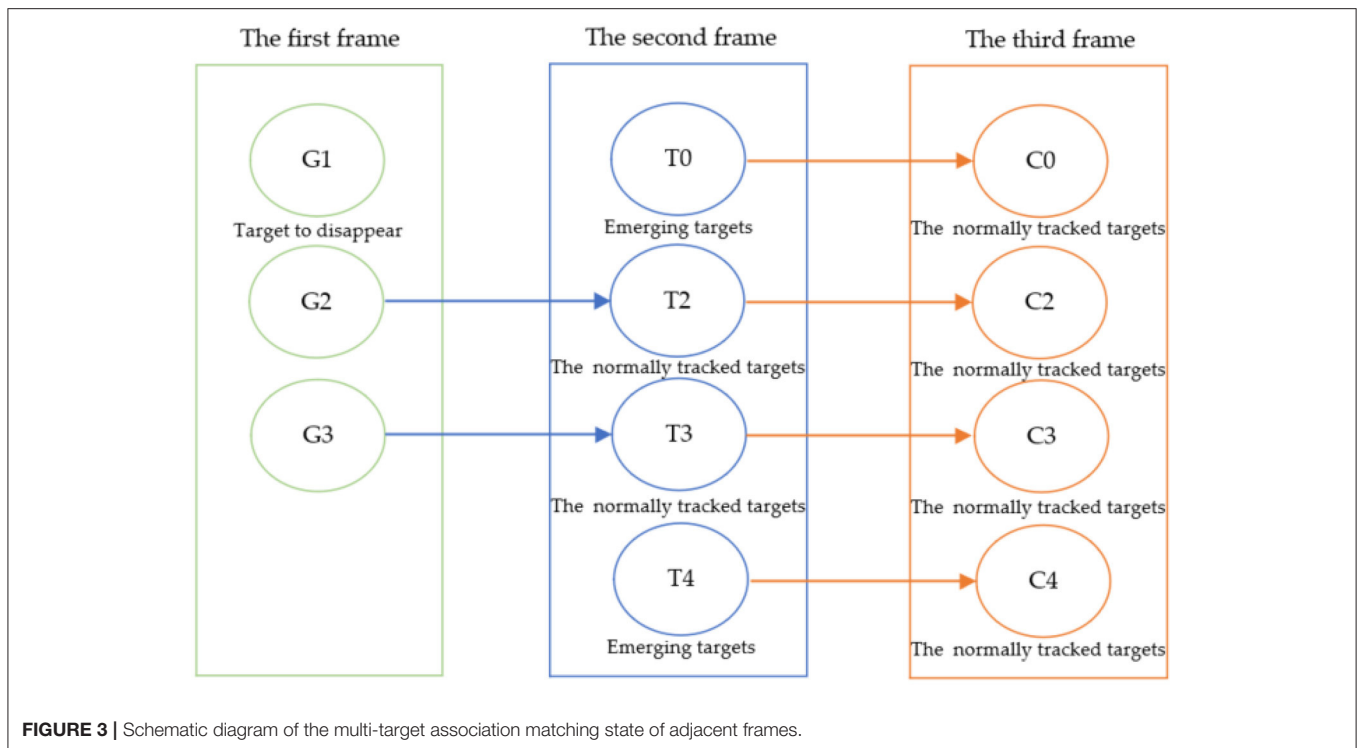 The first frame
The second frame
The third frame
G1
T0
C0
Target to disappear
Emerging targets
The normally tracked targets
G2
T2
C2
The normally tracked targets
The normally tracked targets
G3
T3
C3
The normally tracked targets
The normally tracked targets
T4
C4
Emerging targets
The normally tracked targets
FIGURE 3 | Schematic diagram of the multi-target association matching state of adjacent frames.